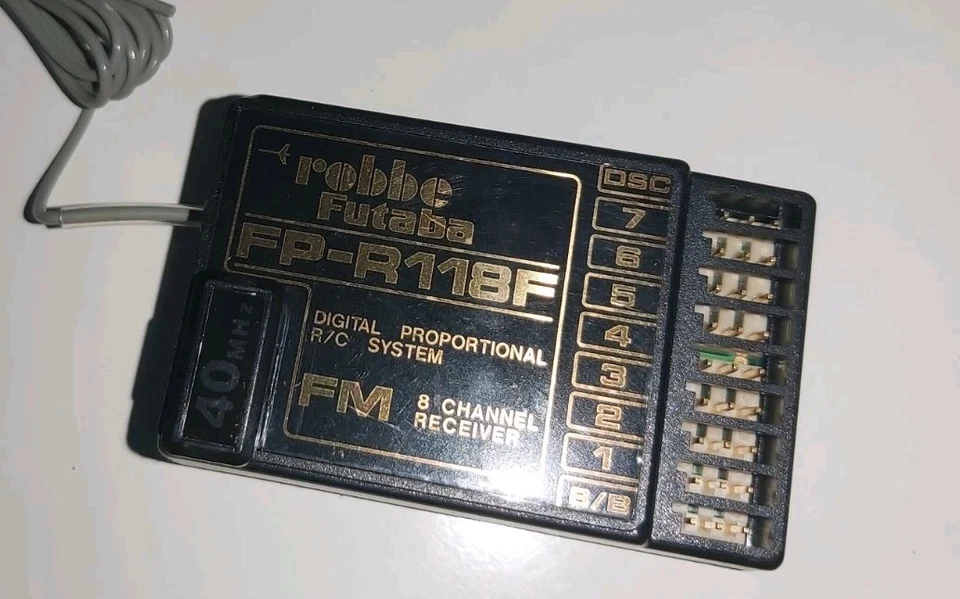 robbe
Futaba
FP-R118F
DIGITAL PROPORTIONAL
R/C SYSTEM
FM
8 CHANNEL
RECEIVER
40MHz
DSC
7
6
5
4
3
2
1
B/B